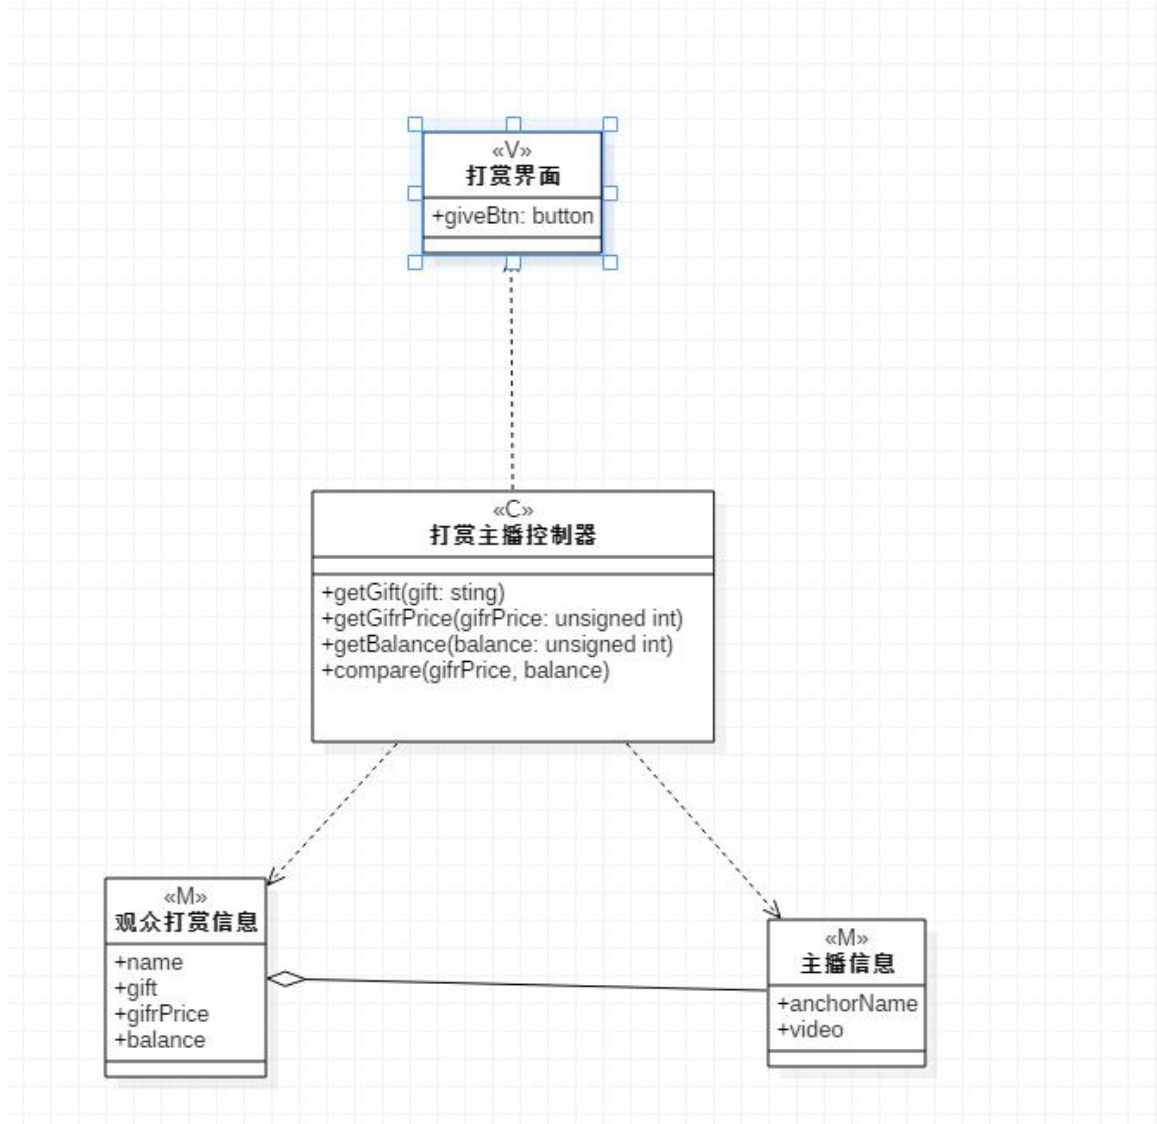 «V»
打赏界面
+giveBtn: button
«C»
打赏主播控制器
+getGift(gift: sting)
+getGifrPrice(gifrPrice: unsigned int)
+getBalance(balance: unsigned int)
+compare(gifrPrice, balance)
«M»
观众打赏信息
+name
+gift
+gifrPrice
+balance
«M»
主播信息
+anchorName
+video